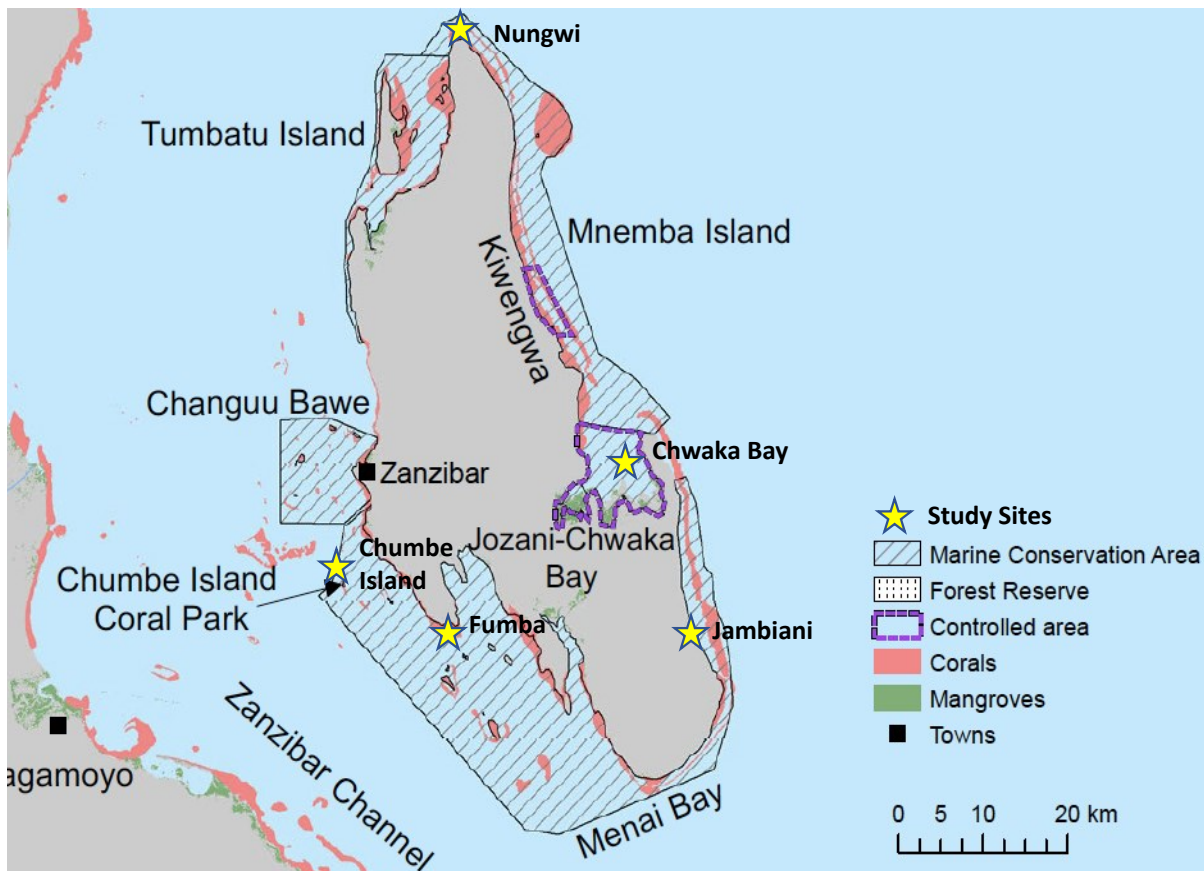 Nungwi
Tumbatu Island
Mnemba Island
Kiwengwa
Changuu Bawe
Zanzibar
Chwaka Bay
Jozani-Chwaka
Bay
Chumbe
Island
Chumbe Island
Coral Park
Fumba
Jambiani
Zanzibar Channel
agamoyo
Menai Bay
Study Sites
Marine Conservation Area
Forest Reserve
Controlled area
Corals
Mangroves
Towns
0 5 10 20 km